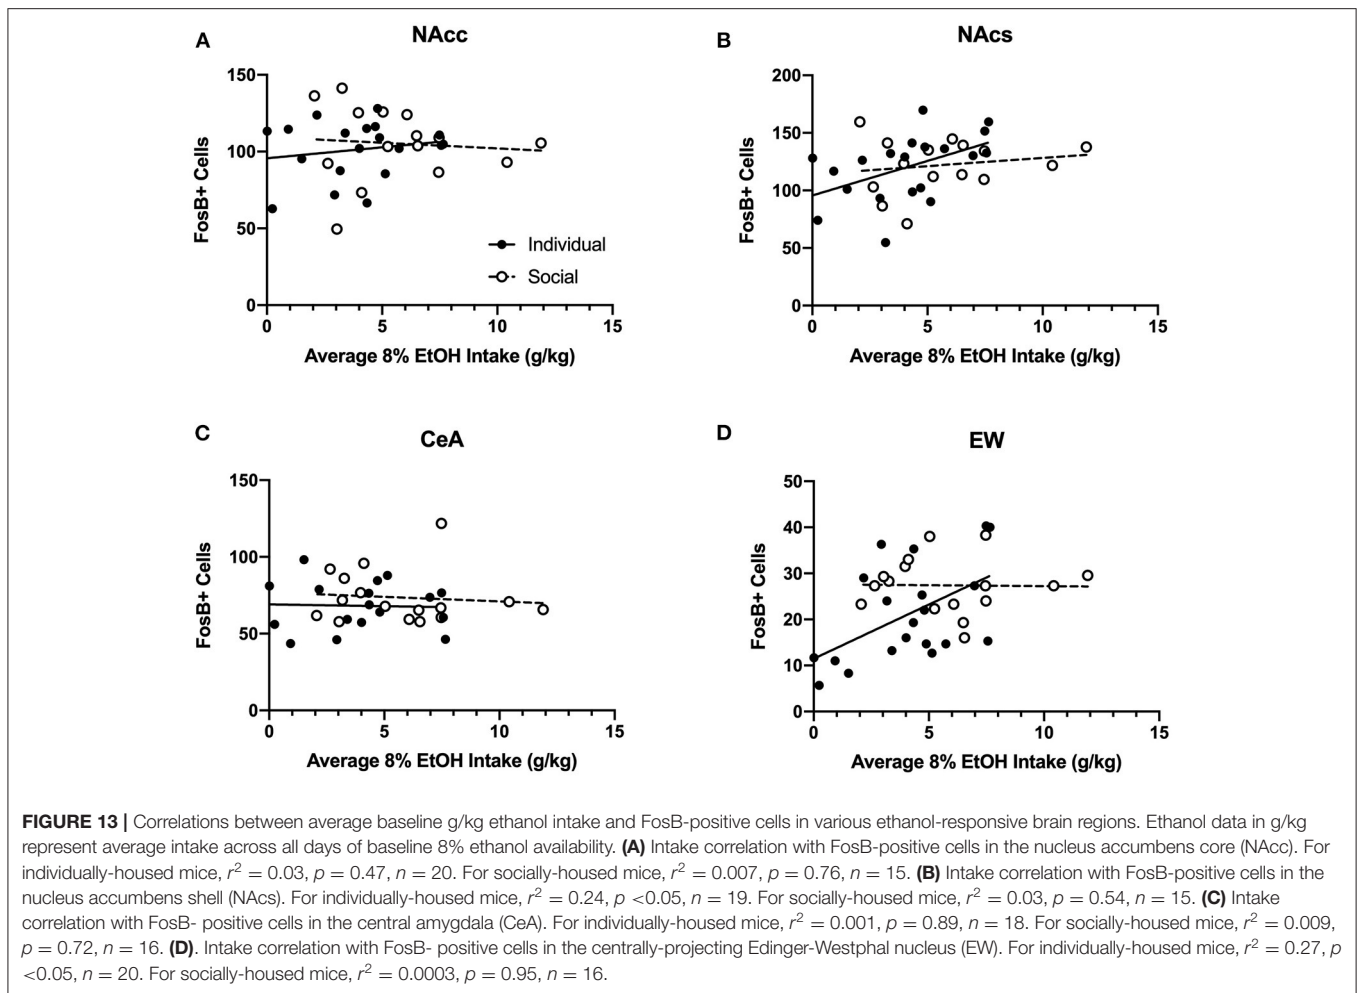 A
NAcc
150
100
50
0
FosB+ Cells
Individual
Social
0 5 10 15
Average 8% EtOH Intake (g/kg)
B
NAcs
200
150
100
50
0
FosB+ Cells
0 5 10 15
Average 8% EtOH Intake (g/kg)
C
CeA
150
100
50
0
FosB+ Cells
0 5 10 15
Average 8% EtOH Intake (g/kg)
D
EW
50
40
30
20
10
0
FosB+ Cells
0 5 10 15
Average 8% EtOH Intake (g/kg)
FIGURE 13 | Correlations between average baseline g/kg ethanol intake and FosB-positive cells in various ethanol-responsive brain regions. Ethanol data in g/kg
represent average intake across all days of baseline 8% ethanol availability. (A) Intake correlation with FosB-positive cells in the nucleus accumbens core (NAcc). For
individually-housed mice, r² = 0.03, p = 0.47, n = 20. For socially-housed mice, r² = 0.007, p = 0.76, n = 15. (B) Intake correlation with FosB-positive cells in the
nucleus accumbens shell (NAcs). For individually-housed mice, r² = 0.24, p <0.05, n = 19. For socially-housed mice, r² = 0.03, p = 0.54, n = 15. (C) Intake
correlation with FosB- positive cells in the central amygdala (CeA). For individually-housed mice, r² = 0.001, p = 0.89, n = 18. For socially-housed mice, r² = 0.009,
p = 0.72, n = 16. (D). Intake correlation with FosB- positive cells in the centrally-projecting Edinger-Westphal nucleus (EW). For individually-housed mice, r² = 0.27, p
<0.05, n = 20. For socially-housed mice, r² = 0.0003, p = 0.95, n = 16.